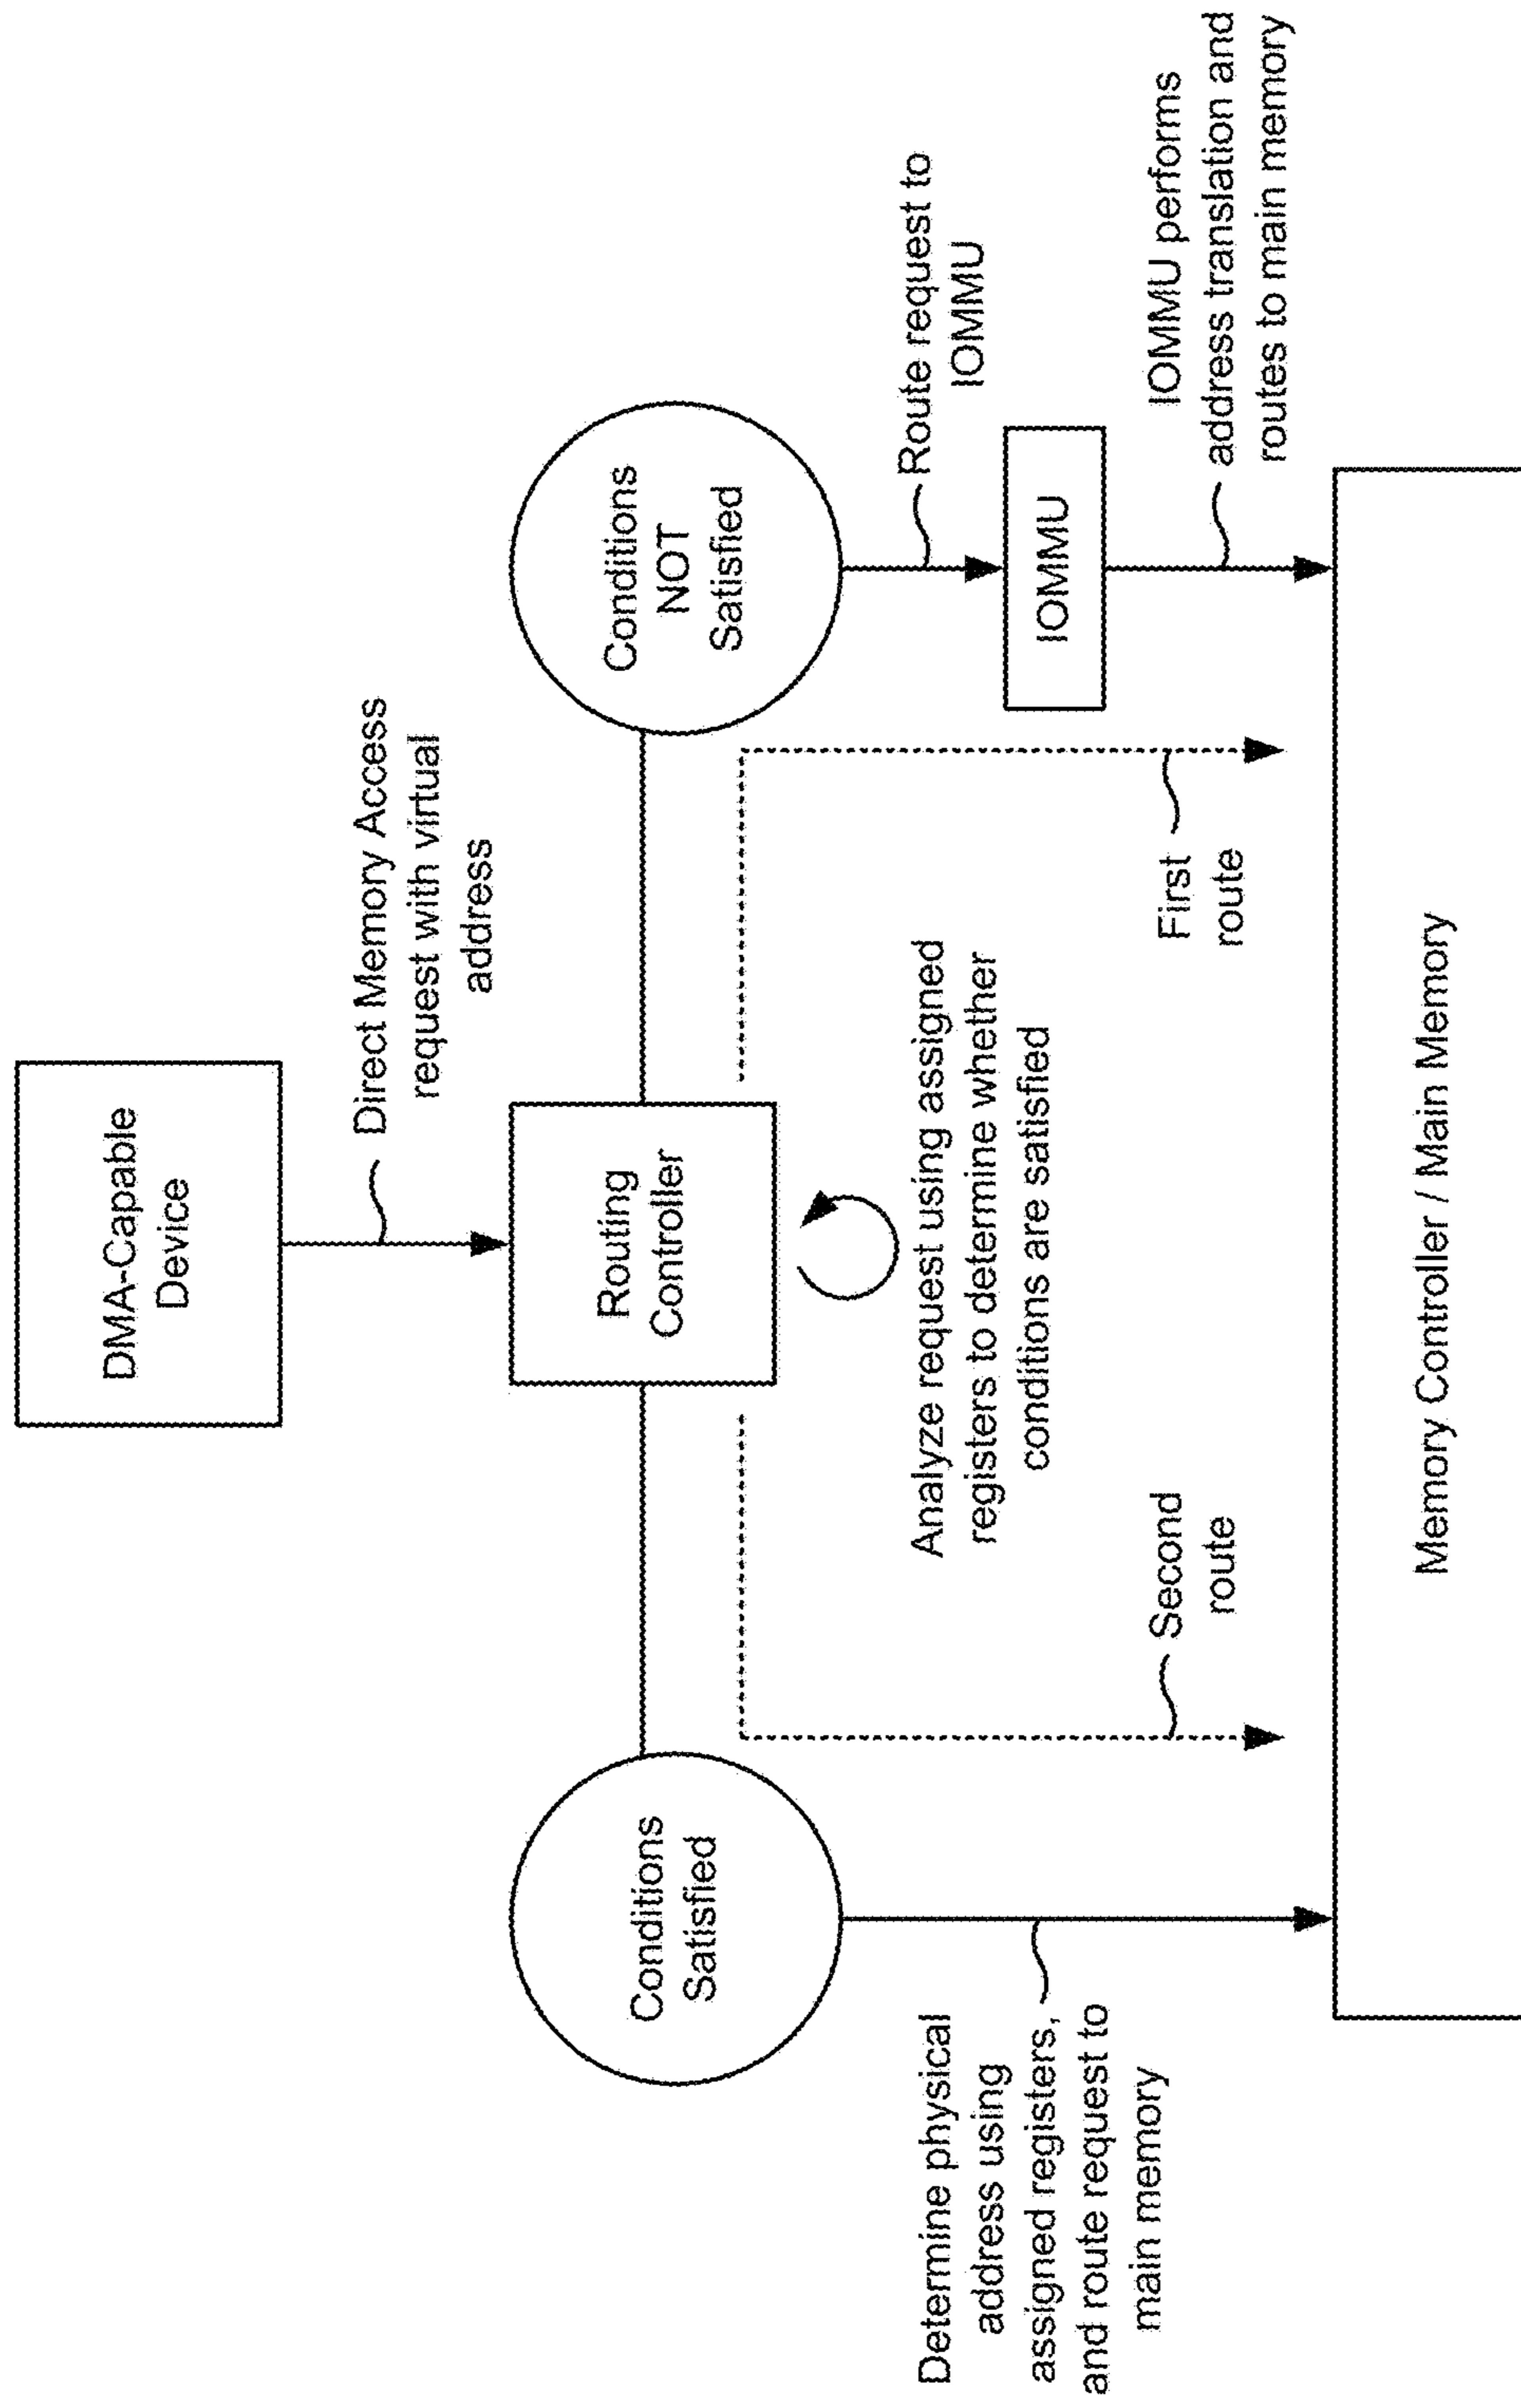 DMA-Capable
Device
Direct Memory Access
request with virtual
address
Conditions
Satisfied
Routing
Controller
Conditions
NOT
Satisfied
Analyze request using assigned
registers to determine whether
conditions are satisfied
Determine physical
address using
assigned registers,
and route request to
main memory
Second
route
First
route
Route request to
IOMMU
IOMMU
IOMMU performs
address translation and
routes to main memory
Memory Controller / Main Memory